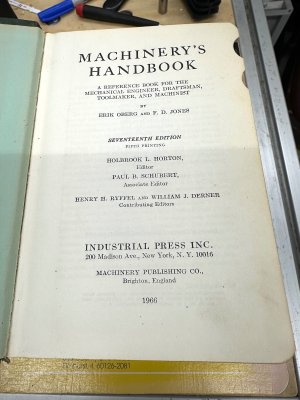 MACHINERY'S
HANDBOOK
A REFERENCE BOOK FOR THE
MECHANICAL ENGINEER, DRAFTSMAN,
TOOLMAKER, AND MACHINIST
BY
ERIK OBERG AND F. D. JONES
SEVENTEENTH EDITION
FIFTH PRINTING
HOLBROOK L. HORTON,
Editor
PAUL B. SCHUBERT,
Associate Editor
HENRY H. RYFFEL AND WILLIAM J. DERNER
Contributing Editors
INDUSTRIAL PRESS INC.
200 Madison Ave., New York, N. Y. 10016
MACHINERY PUBLISHING CO.,
Brighton, England
1966
60126-2081